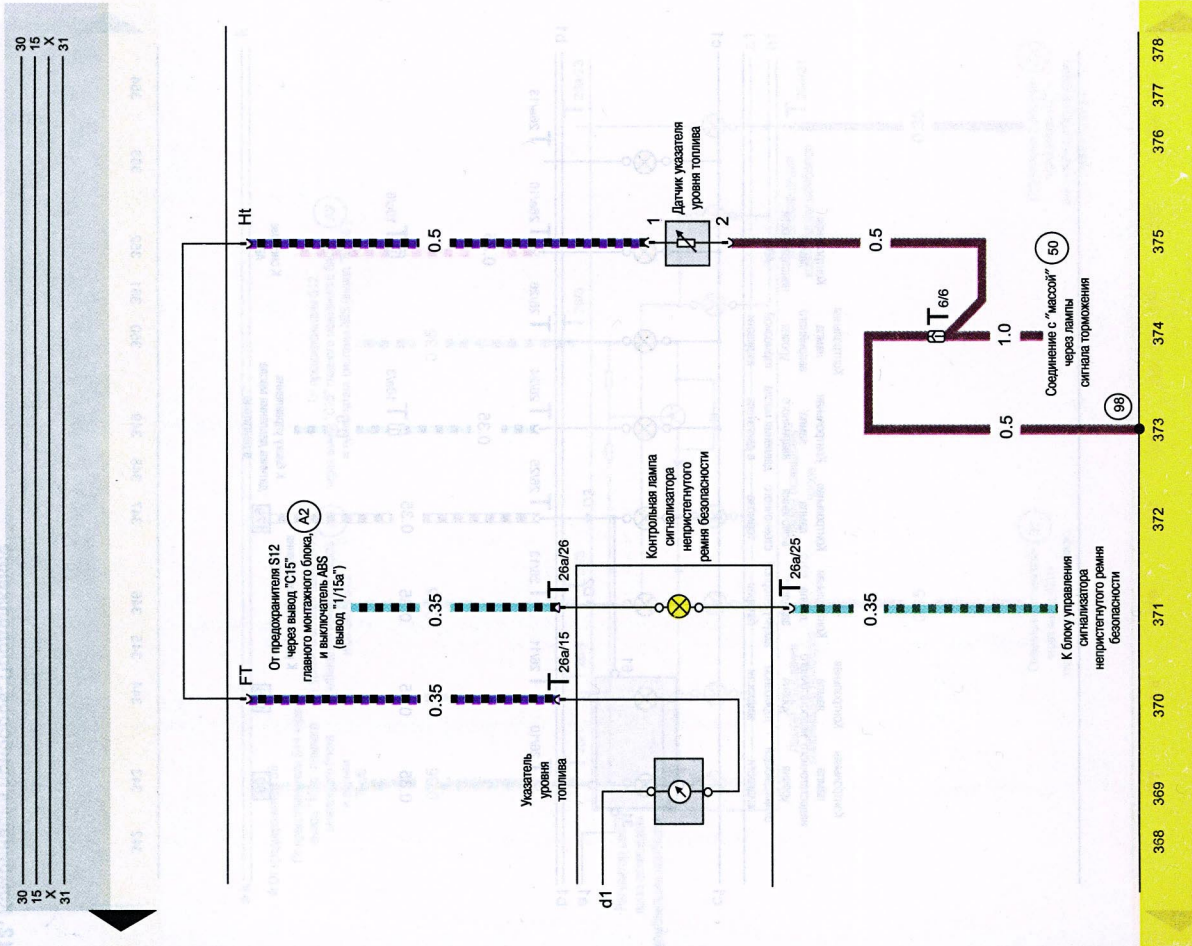 30
15
X
31
30
15
X
31
FT
Ht
От предохранителя S12
через вывод "C15"
главного монтажного блока,
и выключатель ABS
(вывод "1/15a")
A2
0.35
0.35
0.5
T 26a/15
T 26a/26
Указатель
уровня
топлива
d1
Контрольная лампа
сигнализатора
непристегнутого
ремня безопасности
1
2
Датчик указателя
уровня топлива
T 26a/25
0.35
К блоку управления
сигнализатора
непристегнутого ремня
безопасности
0.5
T 6/6
1.0
Соединение с "массой"
через лампы
сигнала торможения
50
0.5
98
368
369
370
371
372
373
374
375
376
377
378